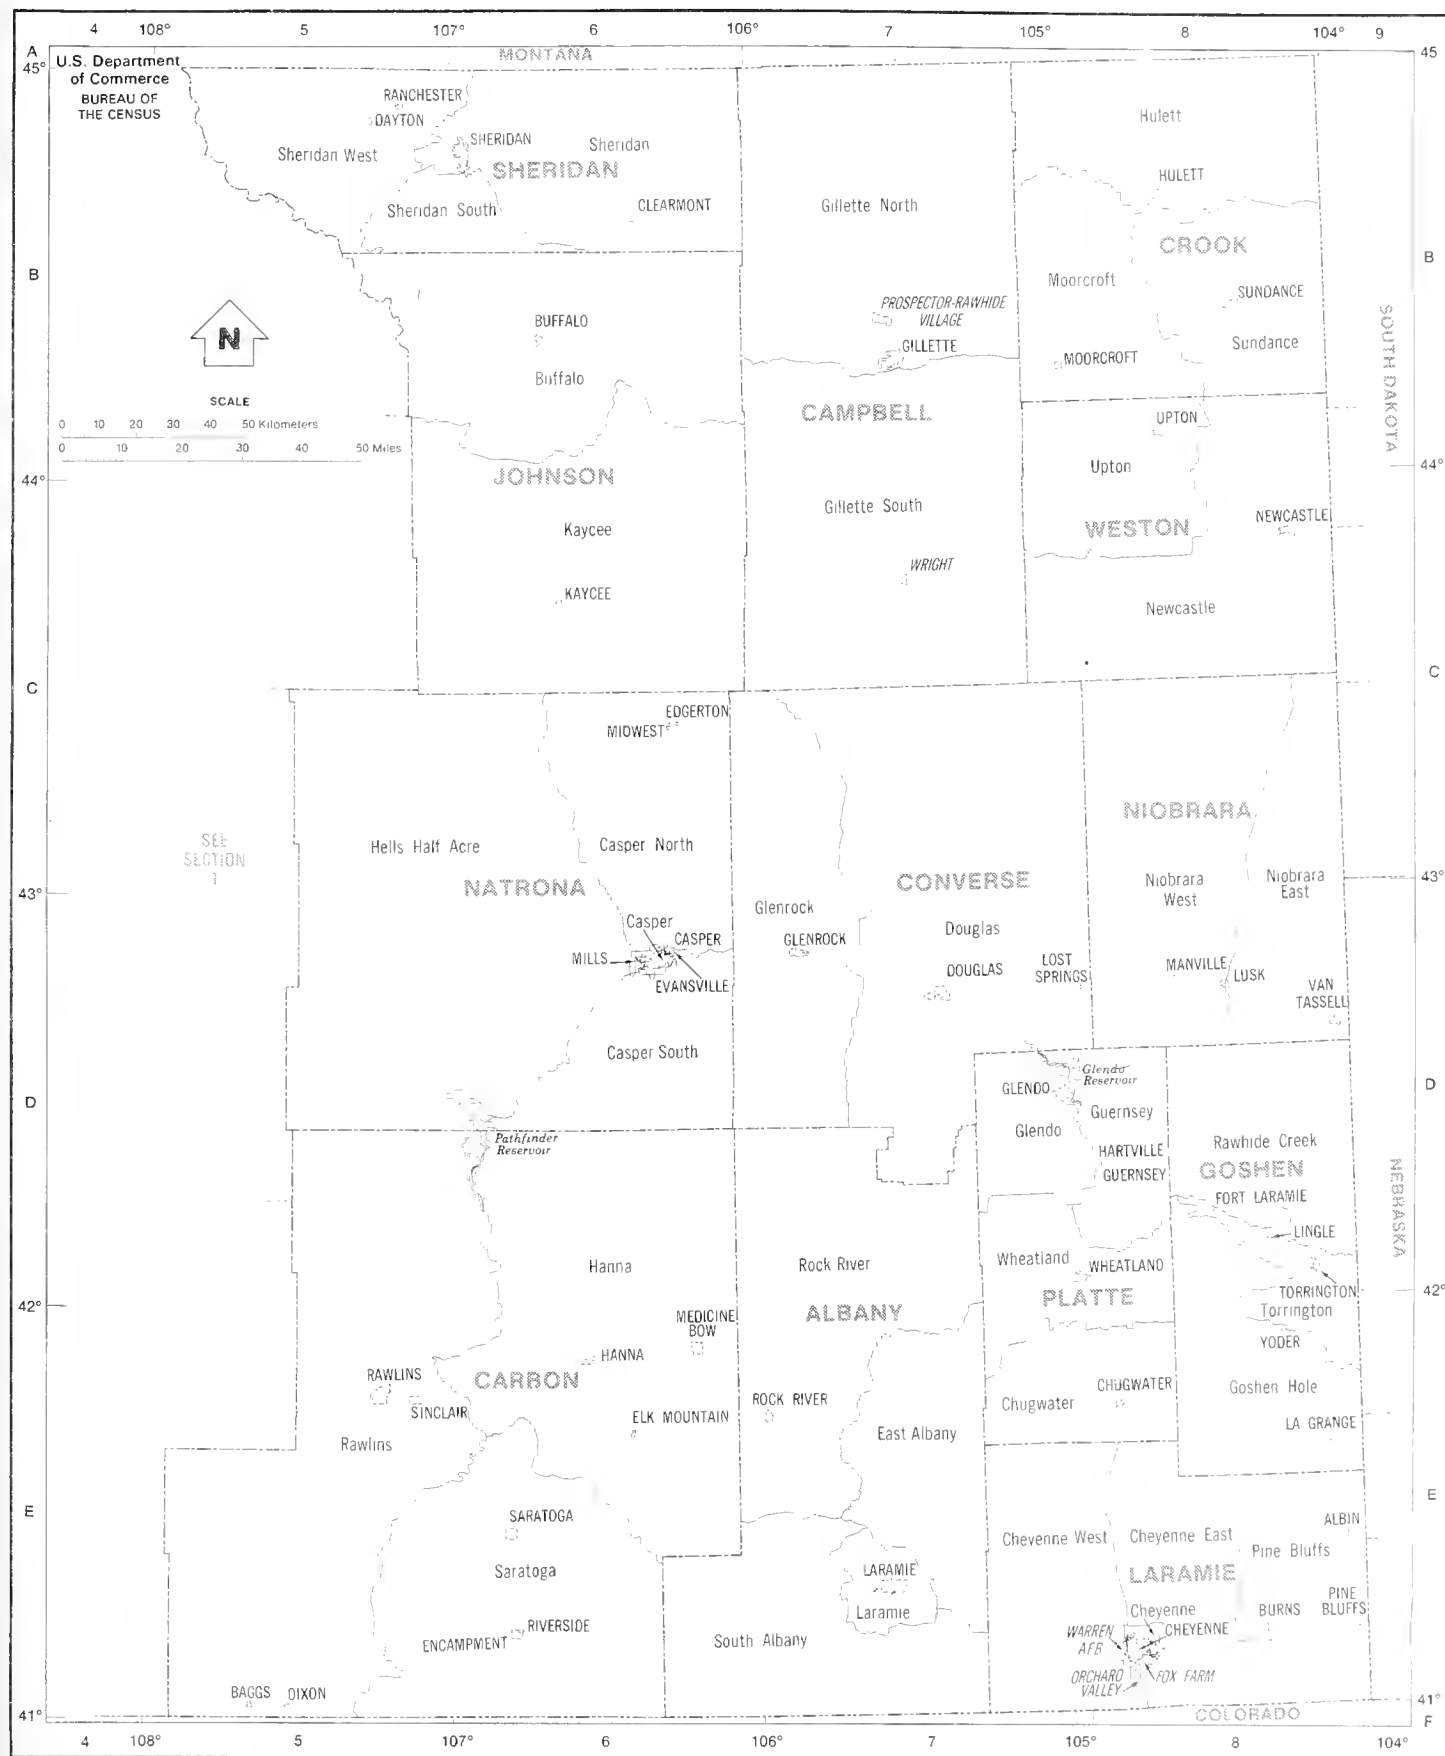 4 108° 5 107° 6 106° 7 105° 8 104° 9
A
45°
45
MONTANA
U.S. Department
of Commerce
BUREAU OF
THE CENSUS
RANCHESTER
DAYTON
SHERIDAN
Sheridan
Sheridan West
SHERIDAN
Sheridan South
CLEARMONT
Gillette North
Hulett
HULETT
CROOK
B
B
Moorcroft
SUNDANCE
PROSPECTOR-RAWHIDE
VILLAGE
GILLETTE
MOORCROFT
Sundance
SOUTH DAKOTA
N
BUFFALO
Buffalo
SCALE
0 10 20 30 40 50 Kilometers
0 10 20 30 40 50 Miles
CAMPBELL
UPTON
Upton
44°
44°
JOHNSON
Gillette South
WESTON
NEWCASTLE
Kaycee
WRIGHT
KAYCEE
Newcastle
C
C
EDGERTON
MIDWEST
NIOBRARA
SEE
SECTION
1
Hells Half Acre
Casper North
NATRONA
CONVERSE
Niobrara
West
Niobrara
East
43°
43°
Glenrock
Casper
CASPER
GLENROCK
Douglas
MILLS
EVANSVILLE
DOUGLAS
LOST
SPRINGS
MANVILLE
LUSK
VAN
TASSELL
Casper South
D
D
Glendo
Reservoir
GLENDO
Guernsey
Glendo
Pathfinder
Reservoir
HARTVILLE
GUERNSEY
Rawhide Creek
GOSHEN
FORT LARAMIE
NEBRASKA
LINGLE
Hanna
Rock River
Wheatland
WHEATLAND
TORRINGTON
Torrington
42°
42°
ALBANY
PLATTE
MEDICINE
BOW
YODER
HANNA
RAWLINS
CARBON
SINCLAIR
ELK MOUNTAIN
ROCK RIVER
Chugwater
CHUGWATER
Goshen Hole
LA GRANGE
Rawlins
East Albany
E
E
SARATOGA
Saratoga
Cheyenne West
Cheyenne East
ALBIN
Pine Bluffs
LARAMIE
LARAMIE
Laramie
Cheyenne
BURNS
PINE
BLUFFS
RIVERSIDE
ENCAMPMENT
South Albany
WARREN
AFB
CHEYENNE
ORCHARD
VALLEY
FOX FARM
BAGGS
DIXON
41°
41°
COLORADO
F
4 108° 5 107° 6 106° 7 105° 8 104°